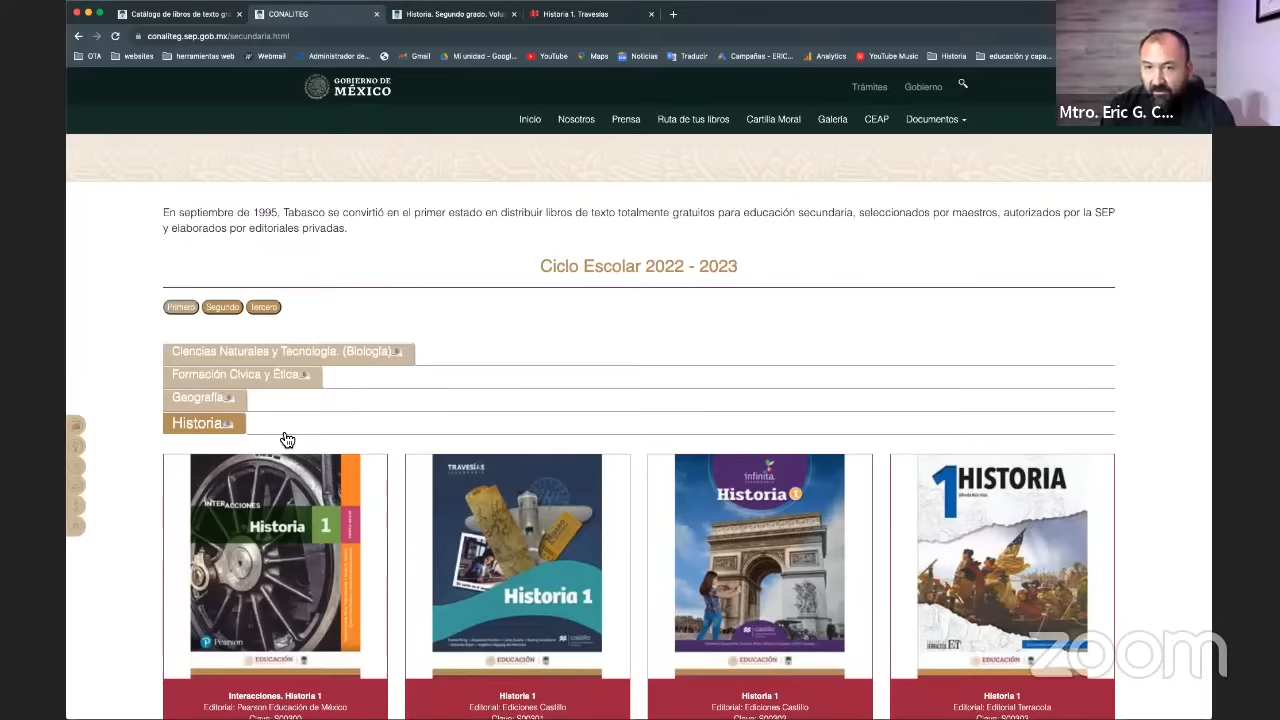 Catálogo de libros de texto gr
CONALITEG
Historia. Segundo grado. Volu
Historia 1. Travesías
conaliteg.sep.gob.mx/secundaria.html
OTA
websites
herramientas web
Webmail
Administrador de...
Gmail
Mi unidad - Googl...
YouTube
Maps
Noticias
Traducir
Campañas - ERIC...
Analytics
YouTube Music
Historia
educación y capa...
Mtro. Eric G. C...
GOBIERNO DE
MÉXICO
Trámites
Gobierno
Inicio
Nosotros
Prensa
Ruta de tus libros
Cartilla Moral
Galería
CEAP
Documentos
En septiembre de 1995, Tabasco se convirtió en el primer estado en distribuir libros de texto totalmente gratuitos para educación secundaria, seleccionados por maestros, autorizados por la SEP
y elaborados por editoriales privadas.
Ciclo Escolar 2022 - 2023
Primero
Segundo
Tercero
Ciencias Naturales y Tecnología. (Biología)
Formación Cívica y Ética
Geografía
Historia
INTERACCIONES
Historia 1
Pearson
EDUCACIÓN
TRAVESÍAS
Historia 1
castillo
EDUCACIÓN
infinita
Historia 1
castillo
EDUCACIÓN
1 HISTORIA
TERRACOTA ET
EDUCACIÓN
zoom
Interacciones. Historia 1
Editorial: Pearson Educación de México
Clave: S00300
Historia 1
Editorial: Ediciones Castillo
Clave: S00301
Historia 1
Editorial: Ediciones Castillo
Clave: S00302
Historia 1
Editorial: Editorial Terracota
Clave: S00303